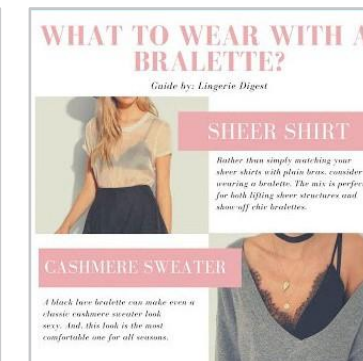 WHAT TO WEAR WITH A
BRALETTE?
Guide by: Lingerie Digest
SHEER SHIRT
Rather than simply matching your
sheer shirts with plain bras, consider
wearing a bralette. The mix is perfect
for both lifting sheer structures and
show-off chic bralettes.
CASHMERE SWEATER
A black lace bralette can make even a
classic cashmere sweater look
sexy. And, this look is the most
comfortable one for all seasons.